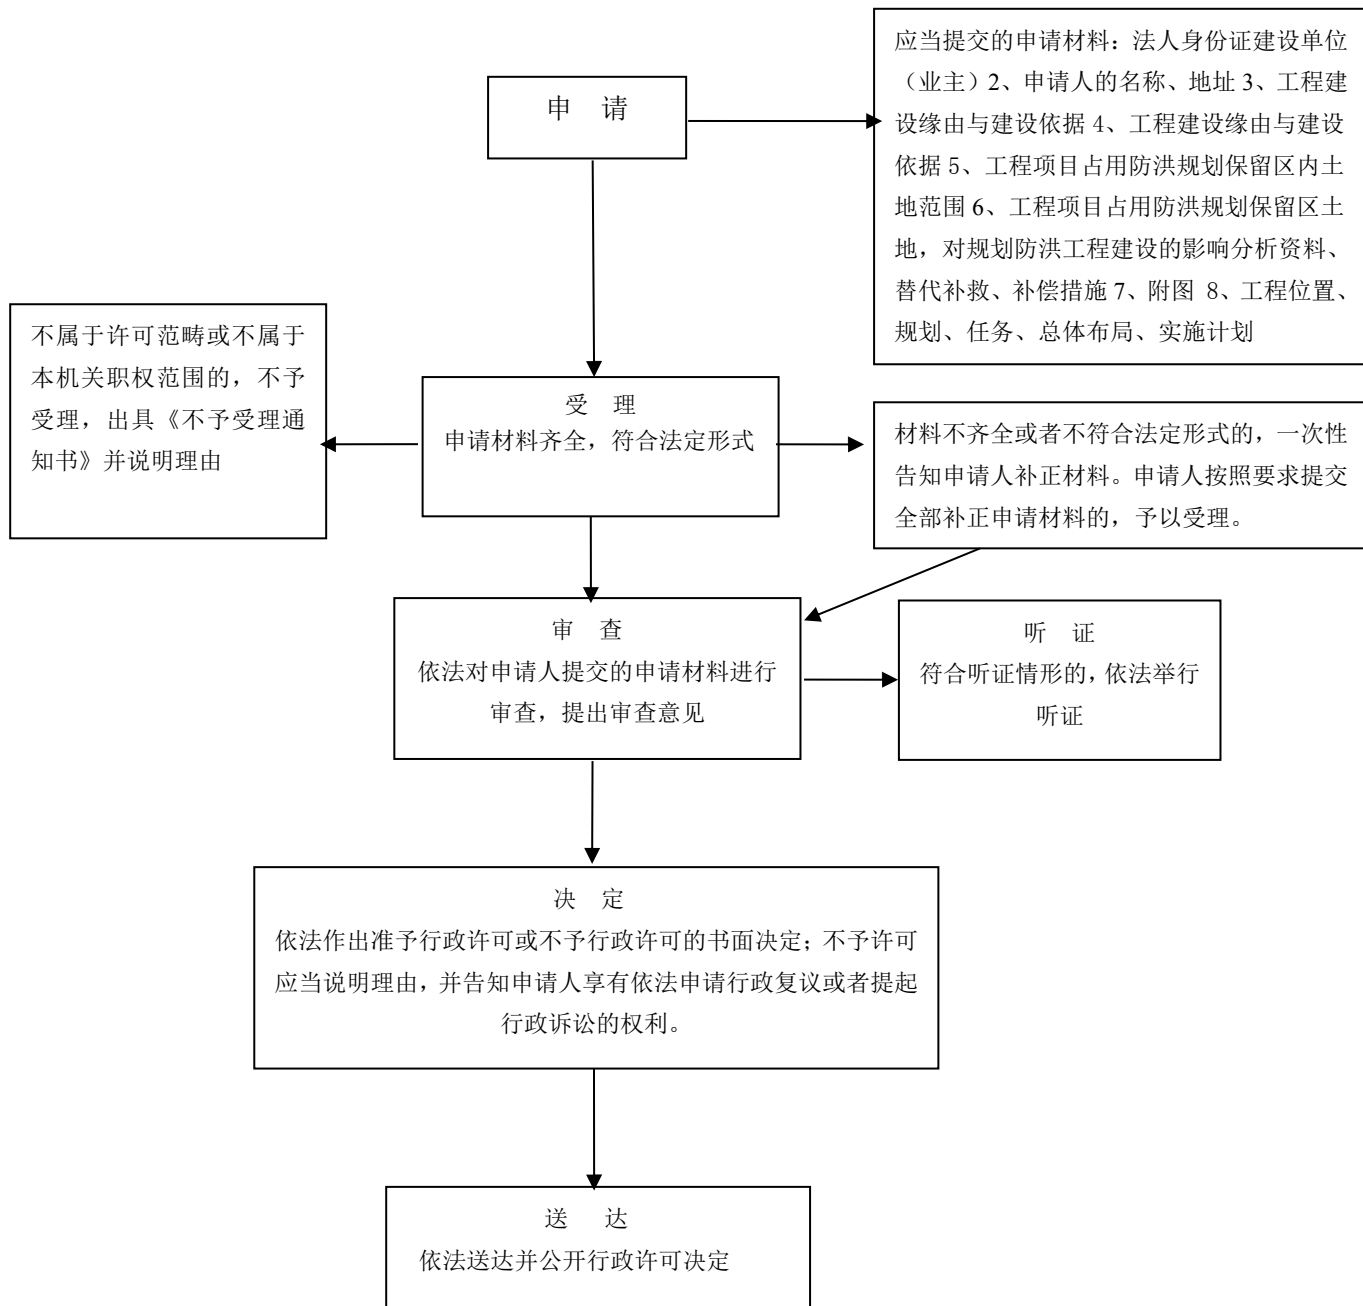 申 请
应当提交的申请材料：法人身份证建设单位
（业主）2、申请人的名称、地址 3、工程建
设缘由与建设依据 4、工程建设缘由与建设
依据 5、工程项目占用防洪规划保留区内土
地范围 6、工程项目占用防洪规划保留区土
地，对规划防洪工程建设的影响分析资料、
替代补救、补偿措施 7、附图 8、工程位置、
规划、任务、总体布局、实施计划
不属于许可范畴或不属于
本机关职权范围的，不予
受理，出具《不予受理通
知书》并说明理由
受 理
申请材料齐全，符合法定形式
材料不齐全或者不符合法定形式的，一次性
告知申请人补正材料。申请人按照要求提交
全部补正申请材料的，予以受理。
审 查
依法对申请人提交的申请材料进行
审查，提出审查意见
听 证
符合听证情形的，依法举行
听证
决 定
依法作出准予行政许可或不予行政许可的书面决定；不予许可
应当说明理由，并告知申请人享有依法申请行政复议或者提起
行政诉讼的权利。
送 达
依法送达并公开行政许可决定